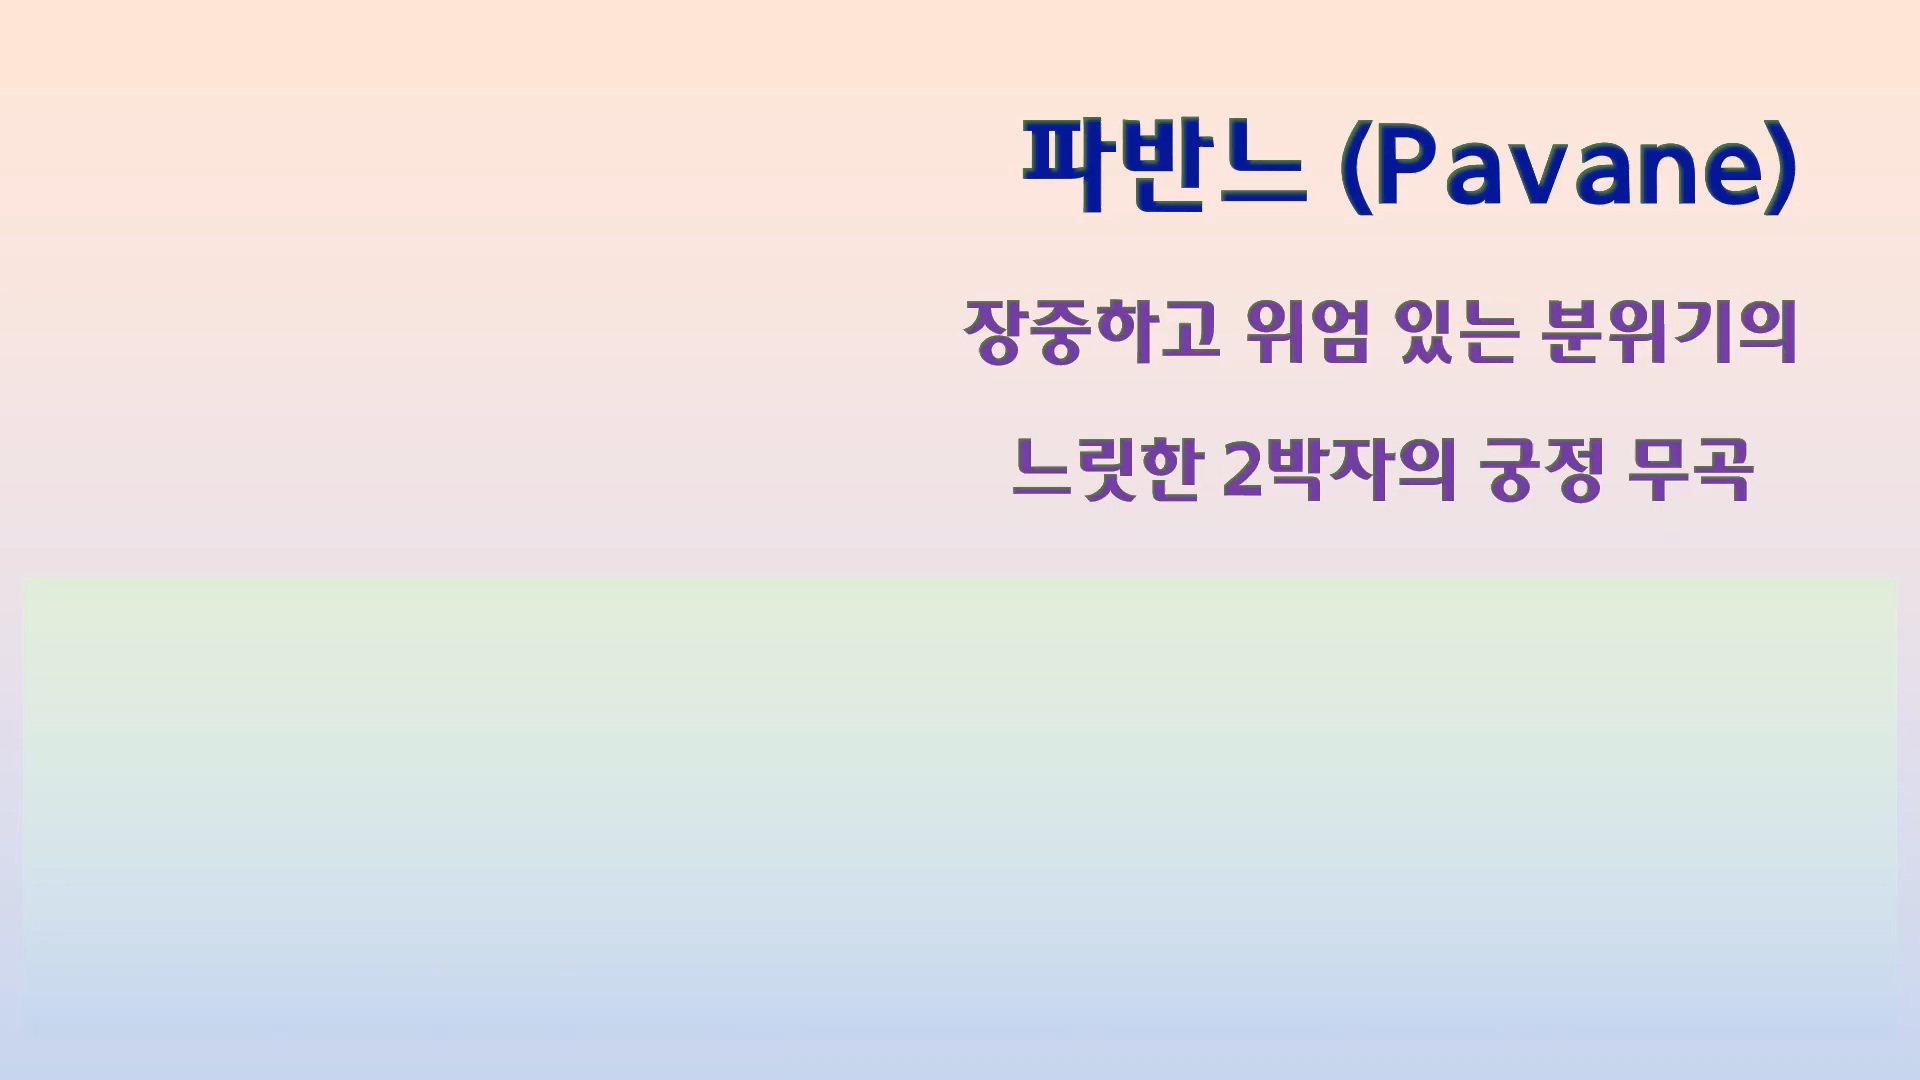 파반느 (Pavane)
장중하고 위엄 있는 분위기의
느릿한 2박자의 궁정 무곡